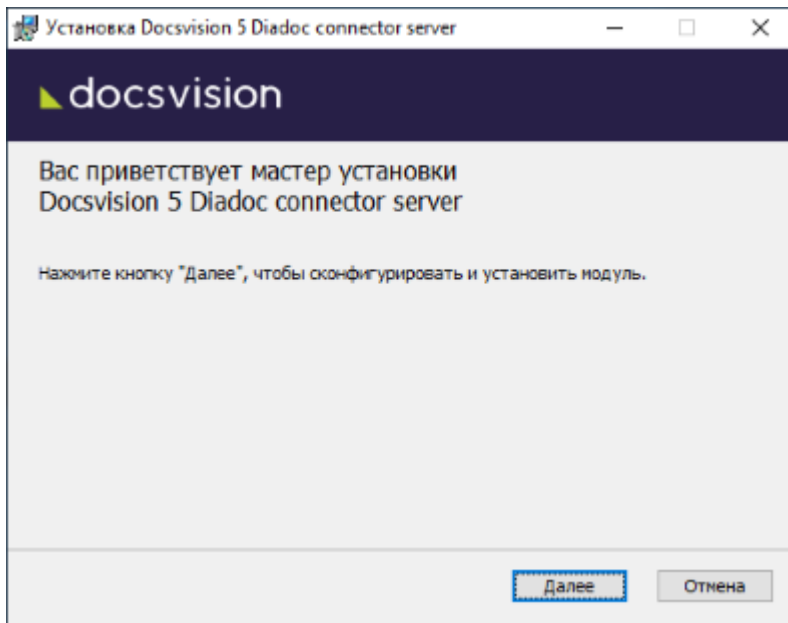 Установка Docsvision 5 Diadoc connector server
docsvision
Вас приветствует мастер установки
Docsvision 5 Diadoc connector server
Нажмите кнопку "Далее", чтобы сконфигурировать и установить модуль.
Далее
Отмена